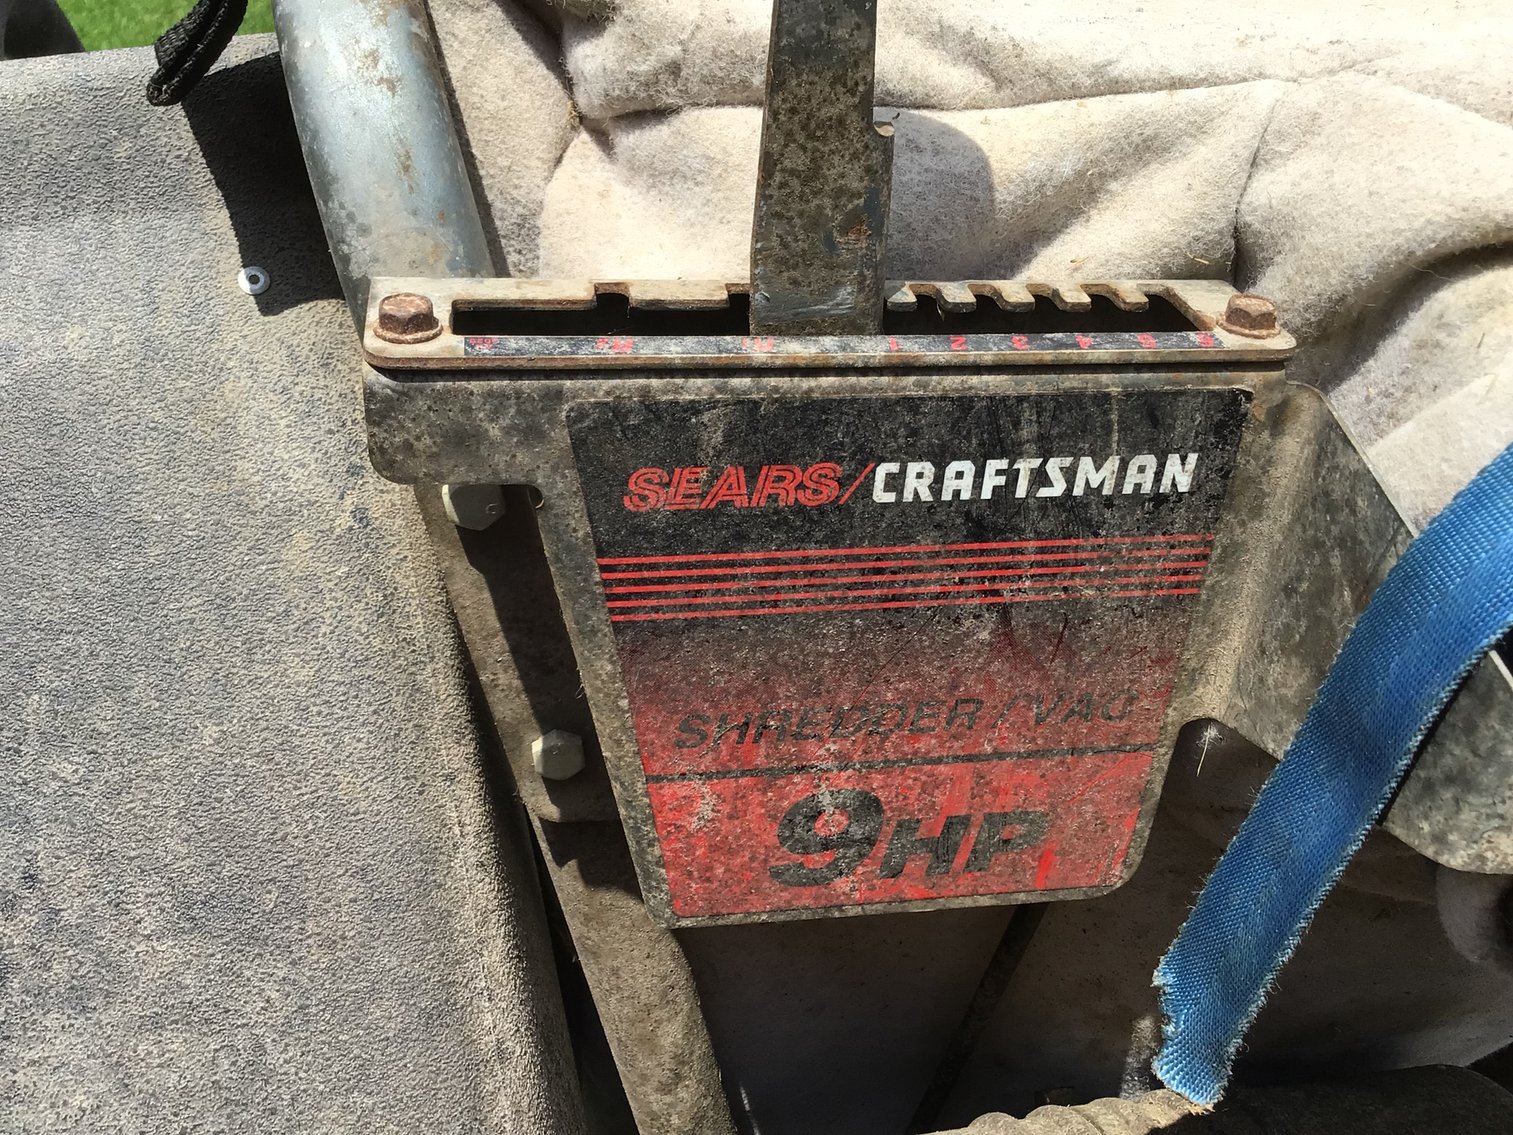 R2 R1 1 2 3 4 5 6
SEARS/CRAFTSMAN
SHREDDER/VAC
9HP